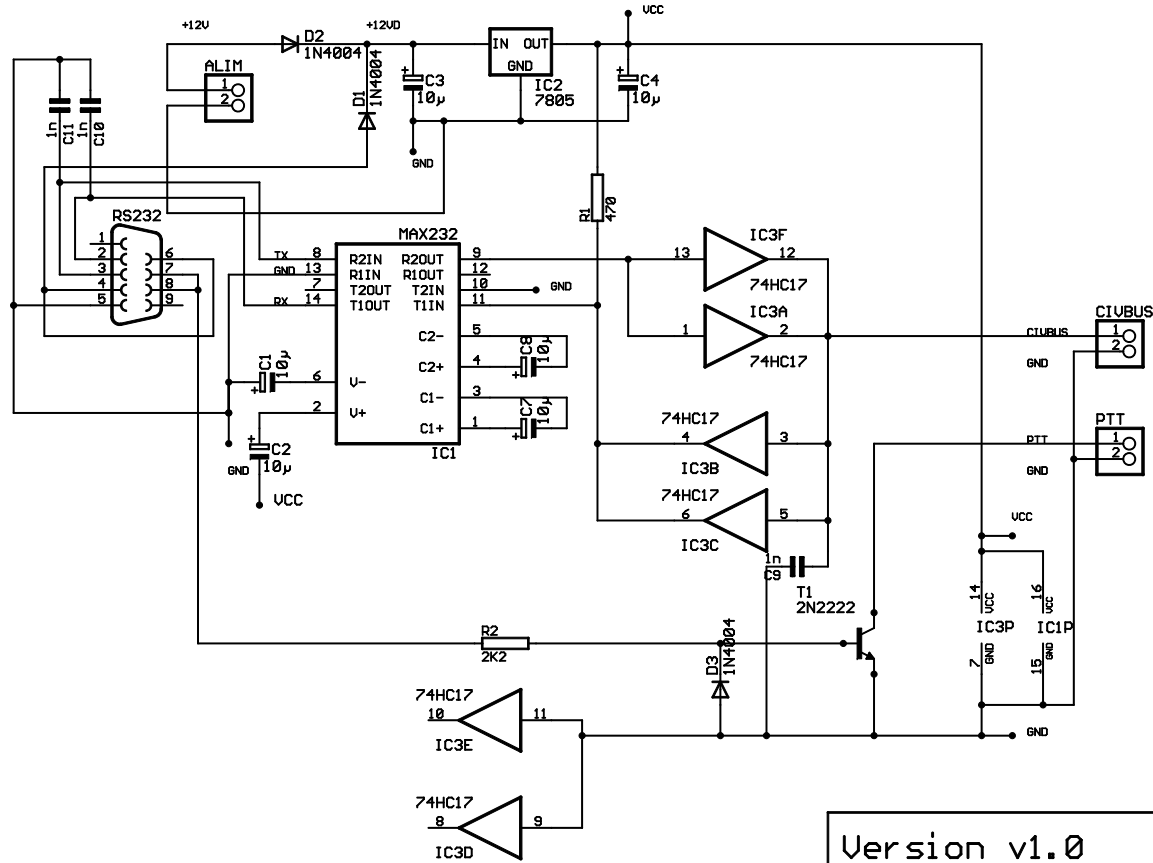 +12V
D2
1N4004
+12VD
VCC
ALIM
1
2
D1
1N4004
C3
10µ
IN OUT
GND
IC2
7805
C4
10µ
1n
C11
1n
C10
GND
R1
470
RS232
1
2
3
4
5
6
7
8
9
MAX232
TX
GND
RX
8
13
7
14
R2IN
R1IN
T2OUT
T1OUT
R2OUT
R1OUT
T2IN
T1IN
9
12
10
11
GND
C2-
C2+
C1-
C1+
5
4
3
1
C8
10µ
C7
10µ
6
2
V-
V+
IC1
C1
10µ
C2
10µ
GND
VCC
13
IC3F
12
74HC17
1
IC3A
2
74HC17
CIVBUS
CIVBUS
GND
1
2
74HC17
4
3
IC3B
74HC17
6
5
IC3C
PTT
PTT
GND
1
2
1n
C9
T1
2N2222
VCC
14
VCC
16
VCC
IC3P
IC1P
7
GND
15
GND
R2
2K2
D3
1N4004
74HC17
10
11
IC3E
GND
74HC17
8
9
IC3D
Version v1.0